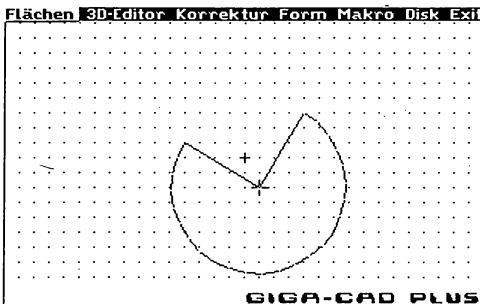 Flächen 3D-Editor Korrektur Form Makro Disk Exit
GIGA-CAD PLUS